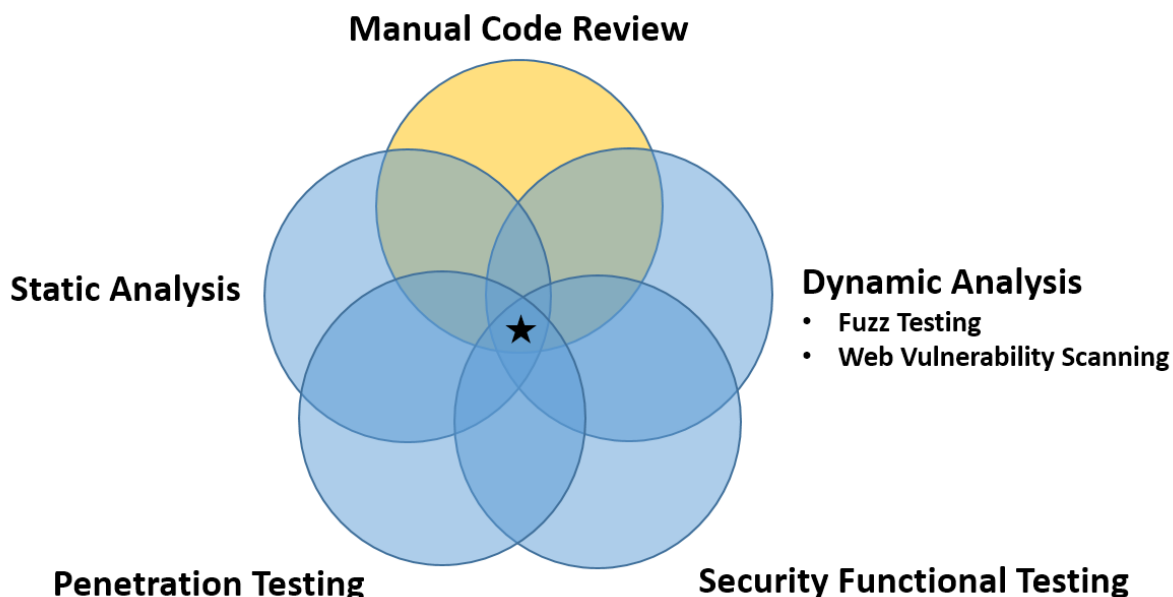 Manual Code Review
Static Analysis
Dynamic Analysis
• Fuzz Testing
• Web Vulnerability Scanning
Penetration Testing
Security Functional Testing